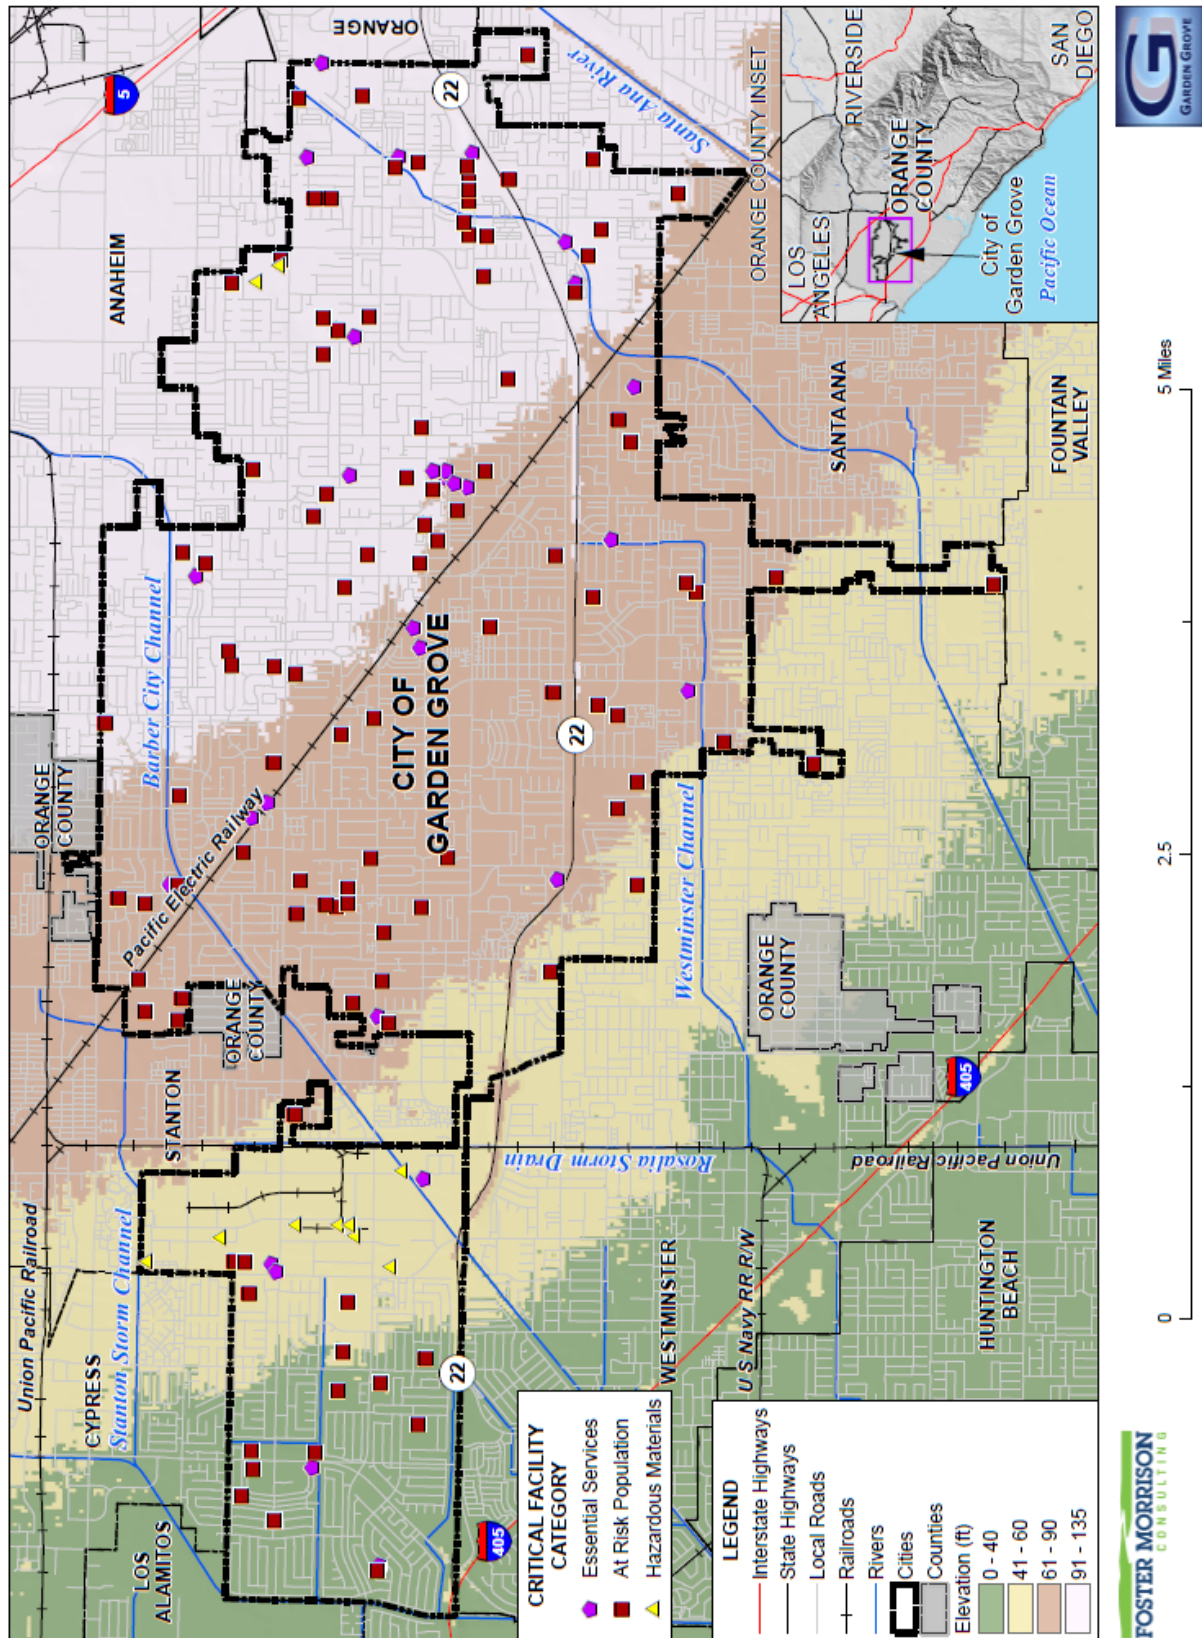 Union Pacific Railroad
CYPRESS
Stanton Storm Channel
LOS
ALAMITOS
STANTON
ORANGE
COUNTY
Pacific Electric Railway
ORANGE
COUNTY
Barber City Channel
ANAHEIM
5
ORANGE
22
Santa Ana River
CITY OF
GARDEN GROVE
22
22
405
Rosalia Storm Drain
WESTMINSTER
U S Navy RR R/W
Union Pacific Railroad
HUNTINGTON
BEACH
405
ORANGE
COUNTY
Westminster Channel
SANTA ANA
FOUNTAIN
VALLEY
ORANGE COUNTY INSET
LOS
ANGELES
RIVERSIDE
ORANGE
COUNTY
SAN
DIEGO
City of
Garden Grove
Pacific Ocean
CRITICAL FACILITY
CATEGORY
Essential Services
At Risk Population
Hazardous Materials
LEGEND
Interstate Highways
State Highways
Local Roads
Railroads
Rivers
Cities
Counties
Elevation (ft)
0 - 40
41 - 60
61 - 90
91 - 135
FOSTER MORRISON
CONSULTING
0
2.5
5 Miles
G
GARDEN GROVE